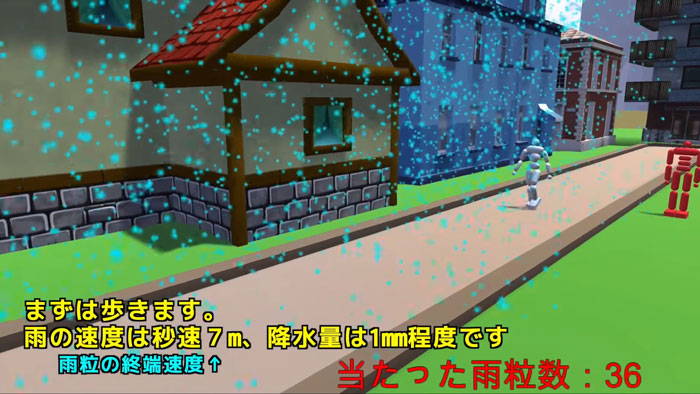 まずは歩きます。
雨の速度は秒速７m、降水量は1mm程度です
雨粒の終端速度↑
当たった雨粒数：36